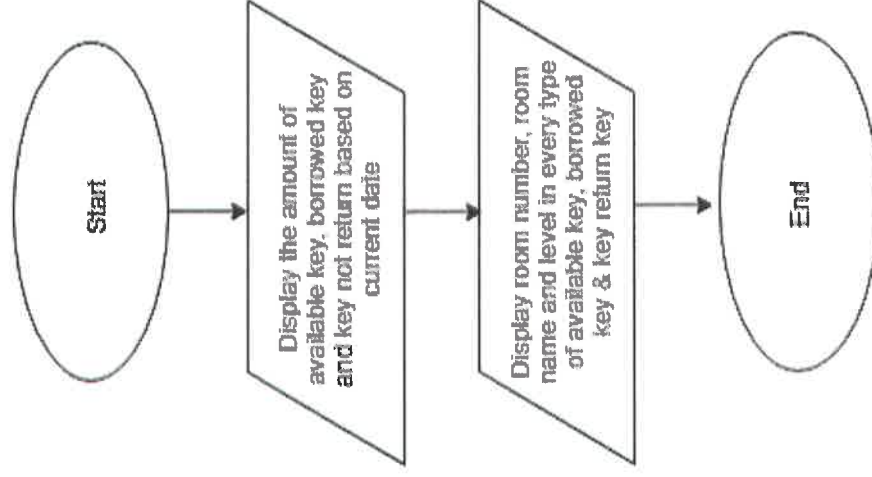 Start
Display the amount of
available key, borrowed key
and key not return based on
current date
Display room number, room
name and level in every type
of available key, borrowed
key & key return key
End